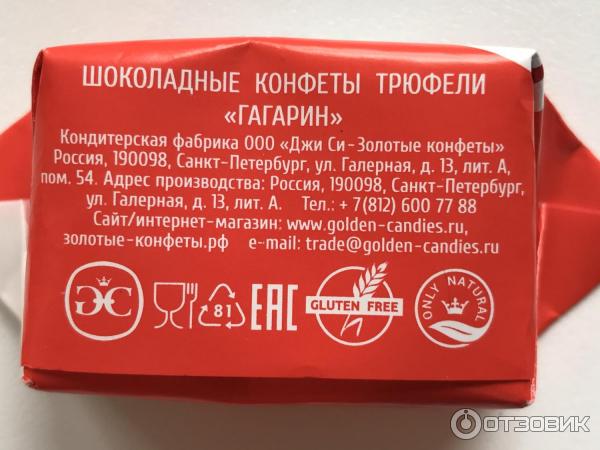 ШОКОЛАДНЫЕ КОНФЕТЫ ТРЮФЕЛИ
«ГАГАРИН»
Кондитерская фабрика ООО «Джи Си-Золотые конфеты»
Россия, 190098, Санкт-Петербург, ул. Галерная, д. 13, лит. А,
пом. 54. Адрес производства: Россия, 190098, Санкт-Петербург,
ул. Галерная, д. 13, лит. А. Тел.: + 7(812) 600 77 88
Сайт/интернет-магазин: www.golden-candies.ru,
золотые-конфеты.рф e-mail: trade@golden-candies.ru
GC
81
EAC
GLUTEN FREE
ONLY NATURAL
ОТЗОВИК